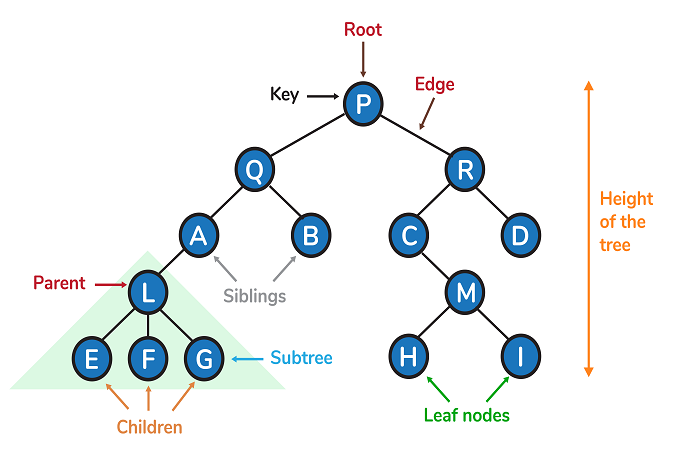 Root
Key
P
Edge
Q
R
Height
of the
tree
A
B
C
D
Siblings
Parent
L
M
E
F
G
Subtree
H
I
Children
Leaf nodes